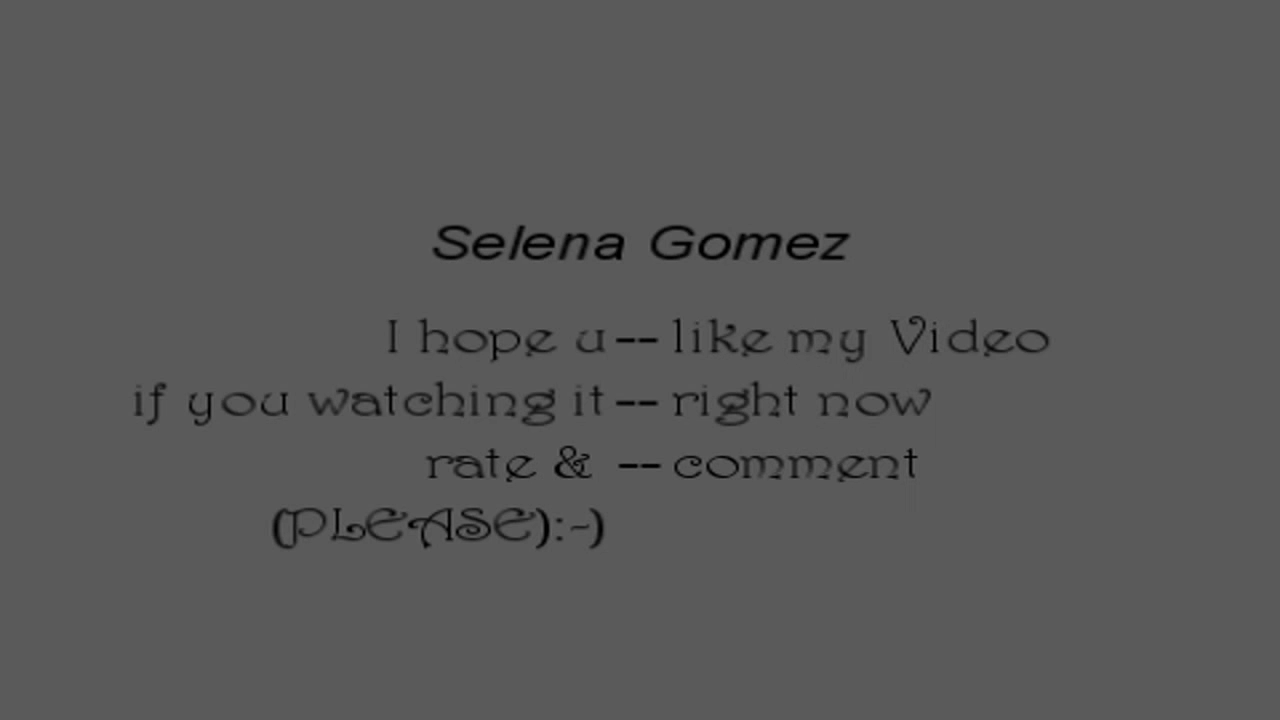 Selena Gomez
I hope u -- like my Video
if you watching it -- right now
rate & -- comment
(PLEASE):-)